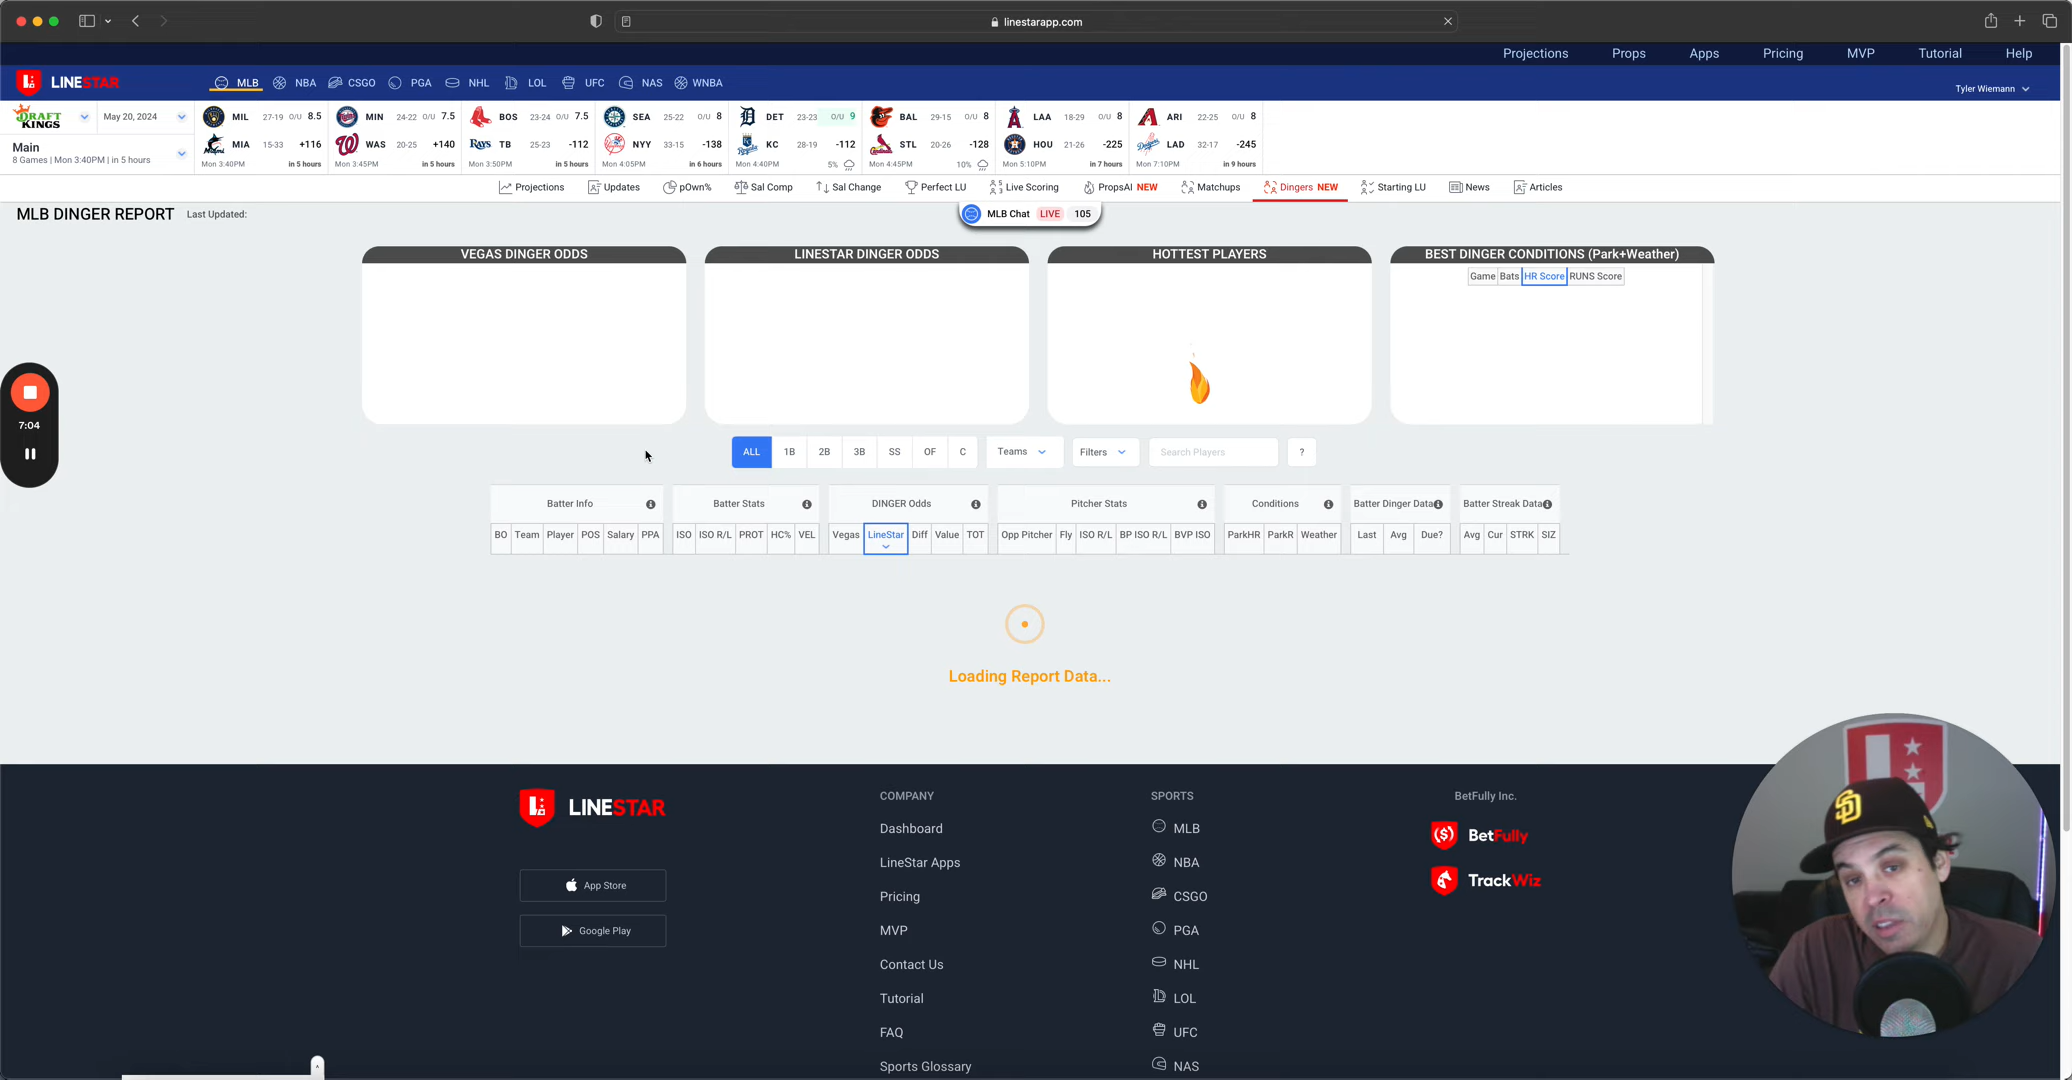 linestarapp.com
Projections Props Apps Pricing MVP Tutorial Help
LINESTAR MLB NBA CSGO PGA NHL LOL UFC NAS WNBA
Tyler Wiemann
DRAFT KINGS May 20, 2024
Main
8 Games | Mon 3:40PM | in 5 hours
MIL 27-19 O/U 8.5
MIA 15-33 +116
Mon 3:40PM in 5 hours
MIN 24-22 O/U 7.5
WAS 20-25 +140
Mon 3:45PM in 5 hours
BOS 23-24 O/U 7.5
TB 25-23 -112
Mon 3:50PM in 5 hours
SEA 25-22 O/U 8
NYY 33-15 -138
Mon 4:05PM in 6 hours
DET 23-23 O/U 9
KC 28-19 -112
Mon 4:40PM 5%
BAL 29-15 O/U 8
STL 20-26 -128
Mon 4:45PM 10%
LAA 18-29 O/U 8
HOU 21-26 -225
Mon 5:10PM in 7 hours
ARI 22-25 O/U 8
LAD 32-17 -245
Mon 7:10PM in 9 hours
Projections Updates pOwn% Sal Comp Sal Change Perfect LU Live Scoring PropsAI NEW Matchups Dingers NEW Starting LU News Articles
MLB DINGER REPORT Last Updated:
MLB Chat LIVE 105
VEGAS DINGER ODDS
LINESTAR DINGER ODDS
HOTTEST PLAYERS
BEST DINGER CONDITIONS (Park+Weather)
Game Bats HR Score RUNS Score
7:04
ALL 1B 2B 3B SS OF C Teams Filters Search Players ?
Batter Info Batter Stats DINGER Odds Pitcher Stats Conditions Batter Dinger Data Batter Streak Data
BO Team Player POS Salary PPA ISO ISO R/L PROT HC% VEL Vegas LineStar Diff Value TOT Opp Pitcher Fly ISO R/L BP ISO R/L BVP ISO ParkHR ParkR Weather Last Avg Due? Avg Cur STRK SIZ
Loading Report Data...
LINESTAR
App Store
Google Play
COMPANY
Dashboard
LineStar Apps
Pricing
MVP
Contact Us
Tutorial
FAQ
Sports Glossary
SPORTS
MLB
NBA
CSGO
PGA
NHL
LOL
UFC
NAS
BetFully Inc.
BetFully
TrackWiz
SD